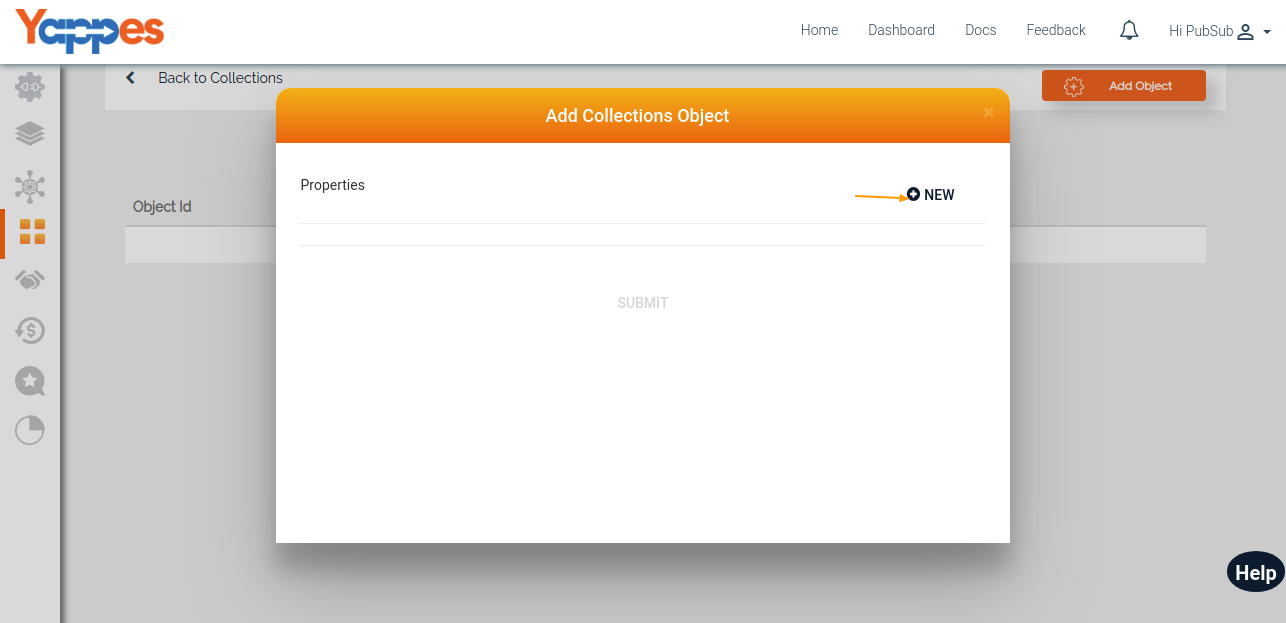 Yappes
Home Dashboard Docs Feedback Hi PubSub
Back to Collections
Add Object
Add Collections Object
×
Properties
NEW
Object Id
SUBMIT
Help